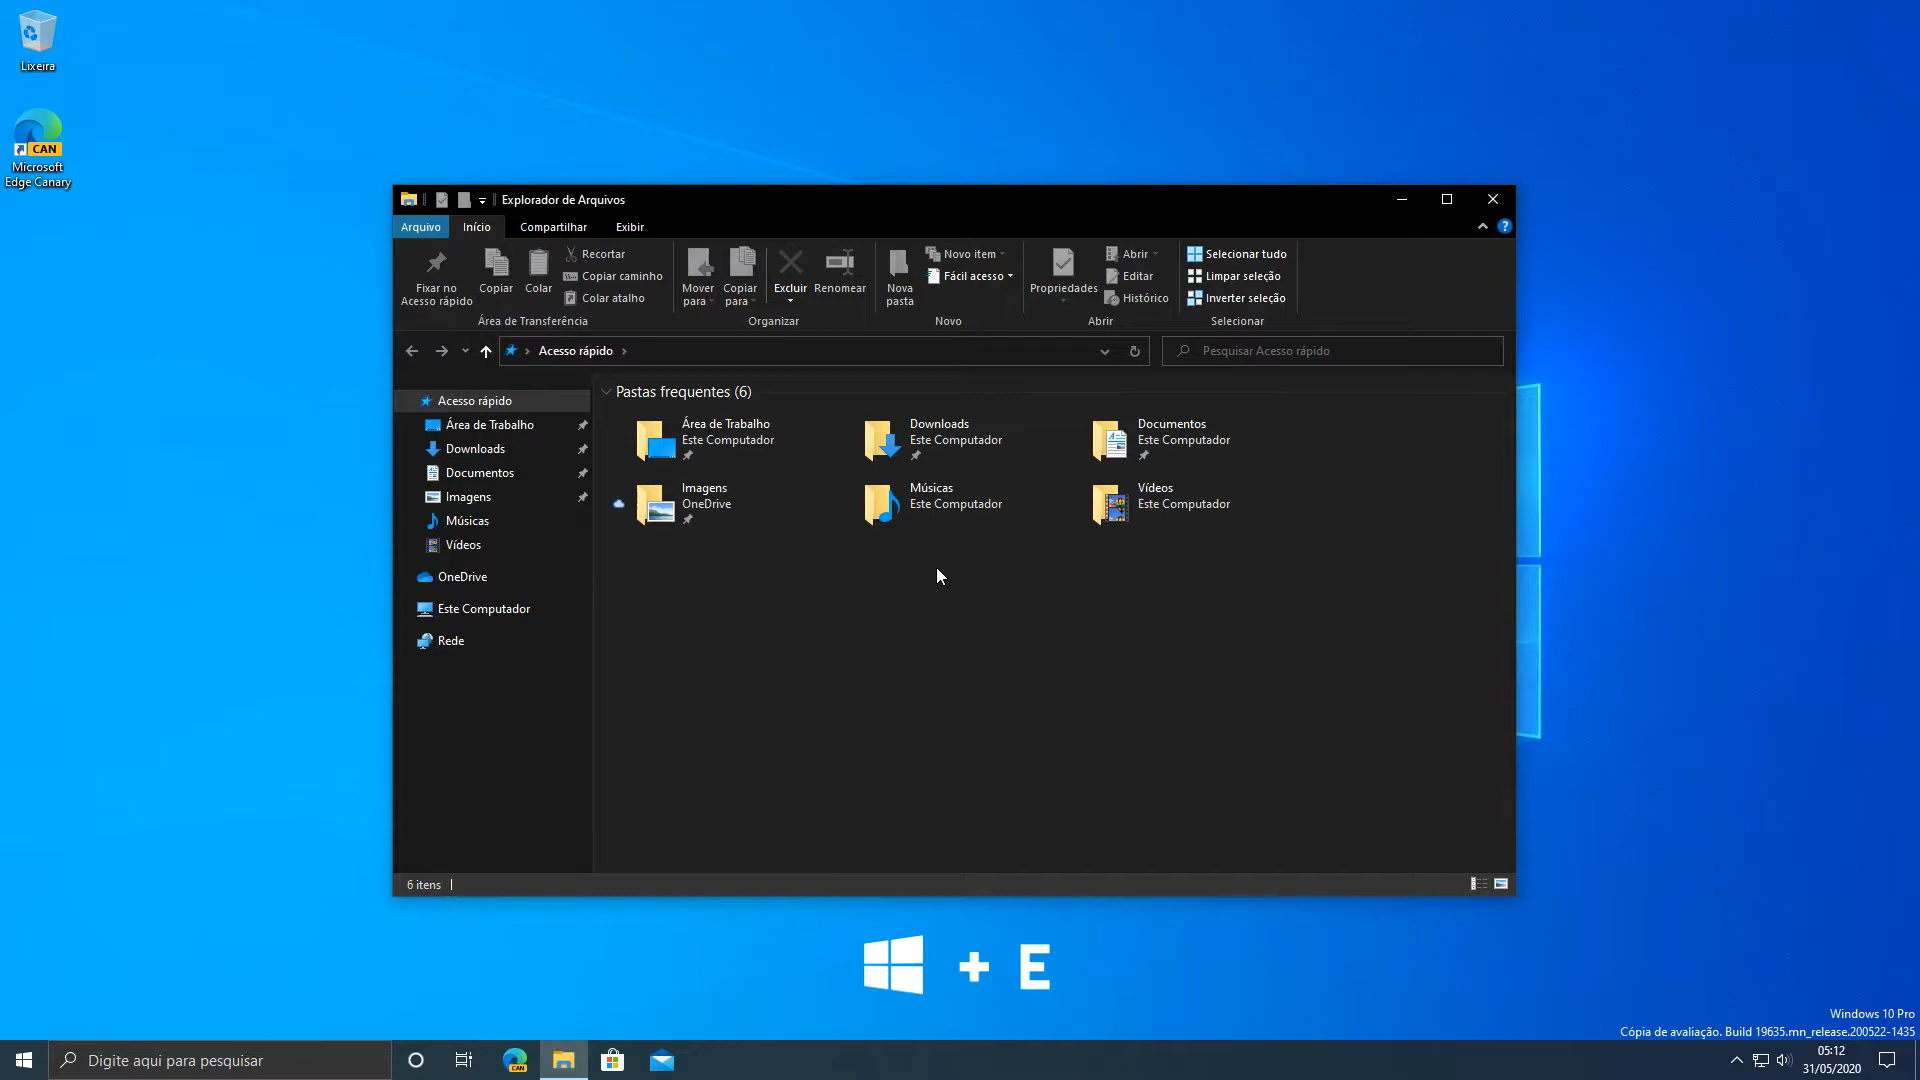 Lixeira
CAN
Microsoft
Edge Canary
Explorador de Arquivos
Arquivo
Início
Compartilhar
Exibir
?
Fixar no
Acesso rápido
Copiar
Colar
Recortar
Copiar caminho
Colar atalho
Área de Transferência
Mover
para
Copiar
para
Excluir
Renomear
Organizar
Nova
pasta
Novo item
Fácil acesso
Novo
Propriedades
Abrir
Editar
Histórico
Abrir
Selecionar tudo
Limpar seleção
Inverter seleção
Selecionar
Acesso rápido
Pesquisar Acesso rápido
Acesso rápido
Área de Trabalho
Downloads
Documentos
Imagens
Músicas
Vídeos
OneDrive
Este Computador
Rede
Pastas frequentes (6)
Área de Trabalho
Este Computador
Downloads
Este Computador
Documentos
Este Computador
Imagens
OneDrive
Músicas
Este Computador
Vídeos
Este Computador
6 itens
+ E
Windows 10 Pro
Cópia de avaliação. Build 19635.mn_release.200522-1435
Digite aqui para pesquisar
CAN
05:12
31/05/2020